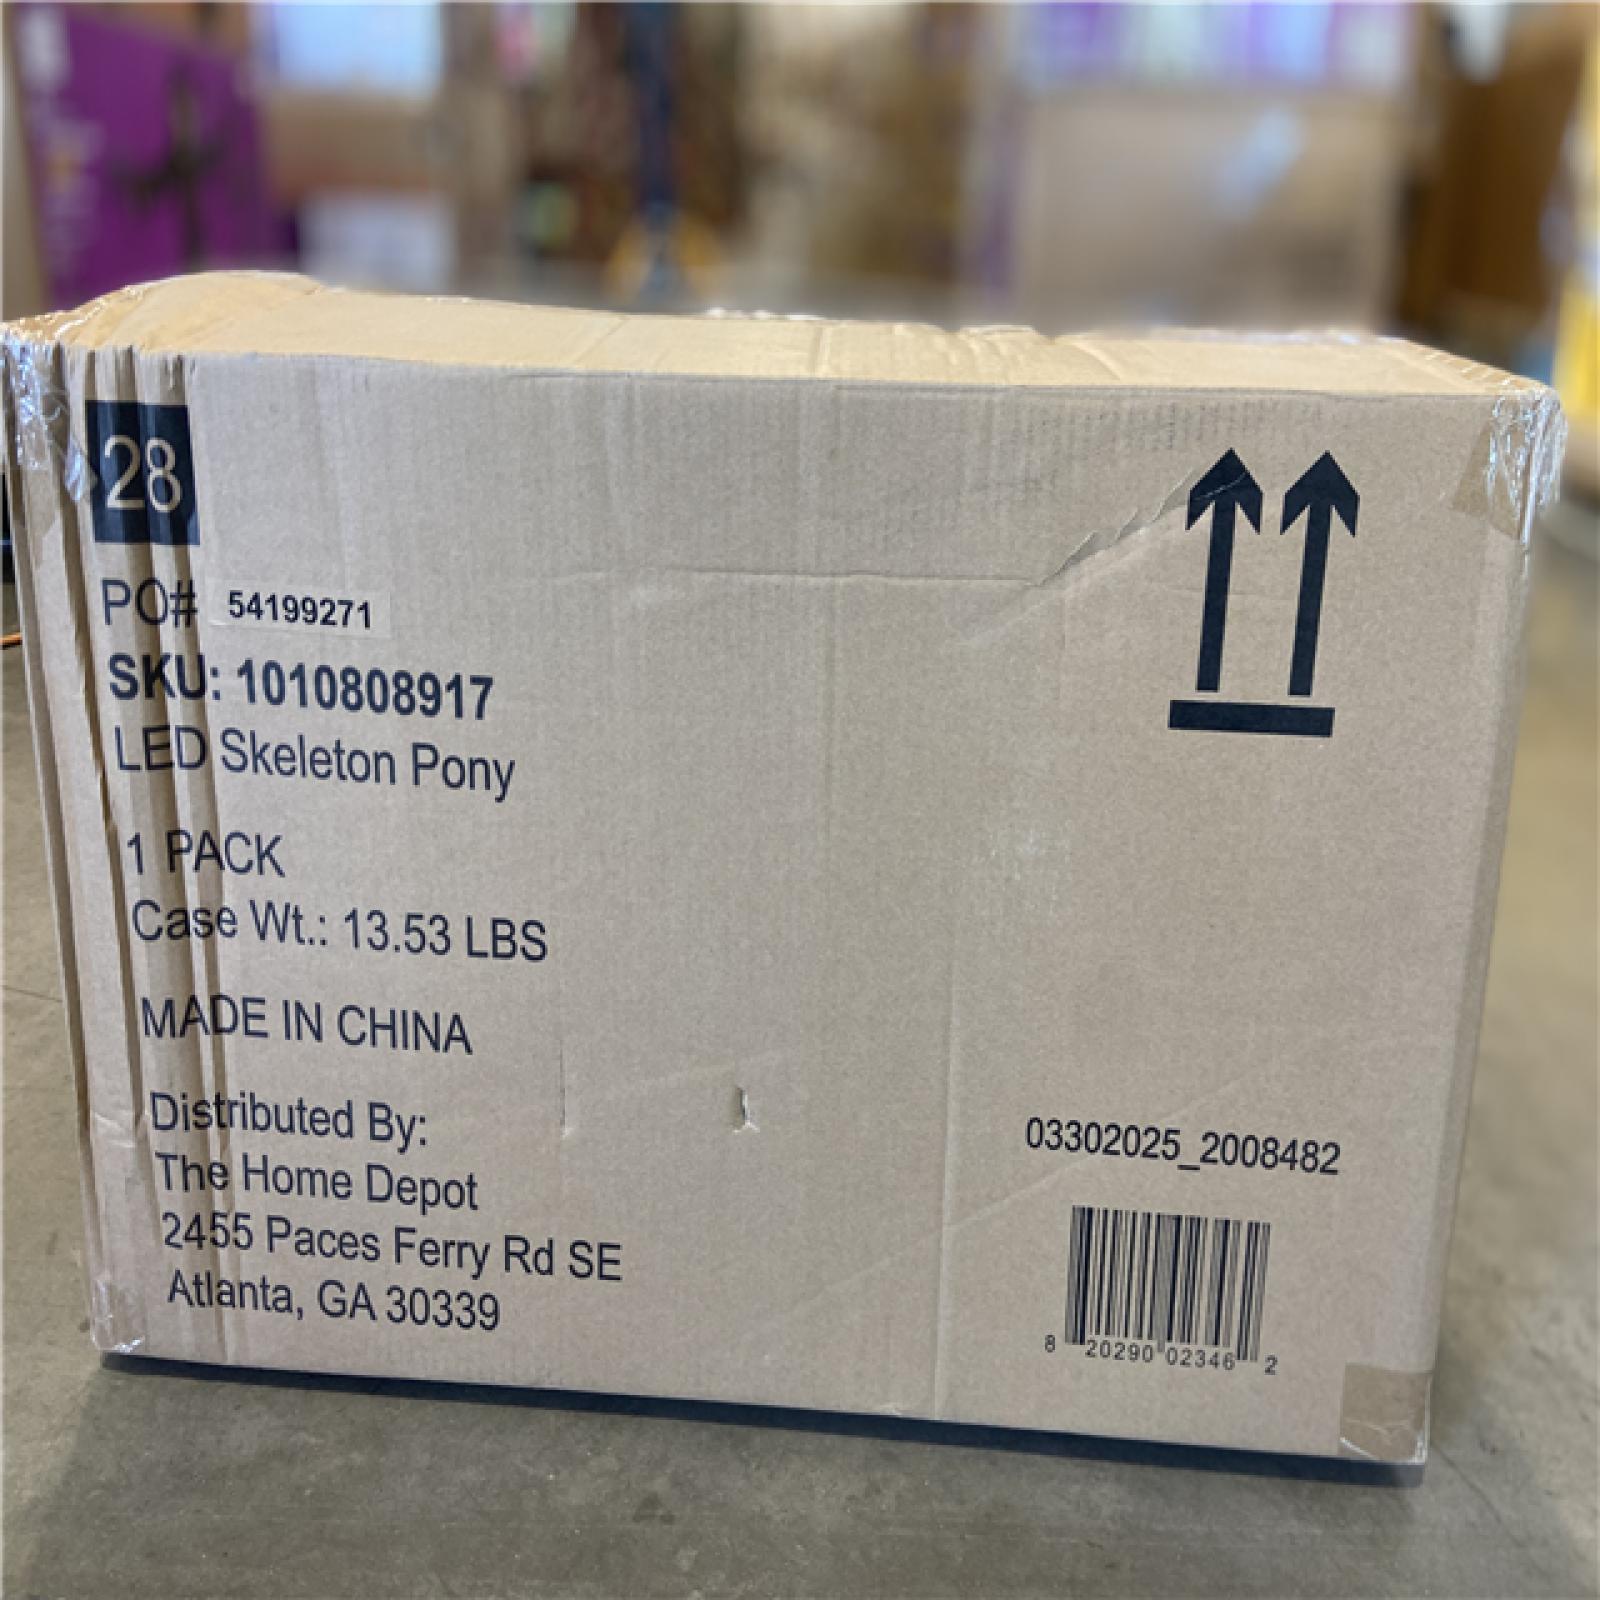 28
PO# 54199271
SKU: 1010808917
LED Skeleton Pony
1 PACK
Case Wt.: 13.53 LBS
MADE IN CHINA
Distributed By:
The Home Depot
2455 Paces Ferry Rd SE
Atlanta, GA 30339
03302025_2008482
8 20290 02346 2